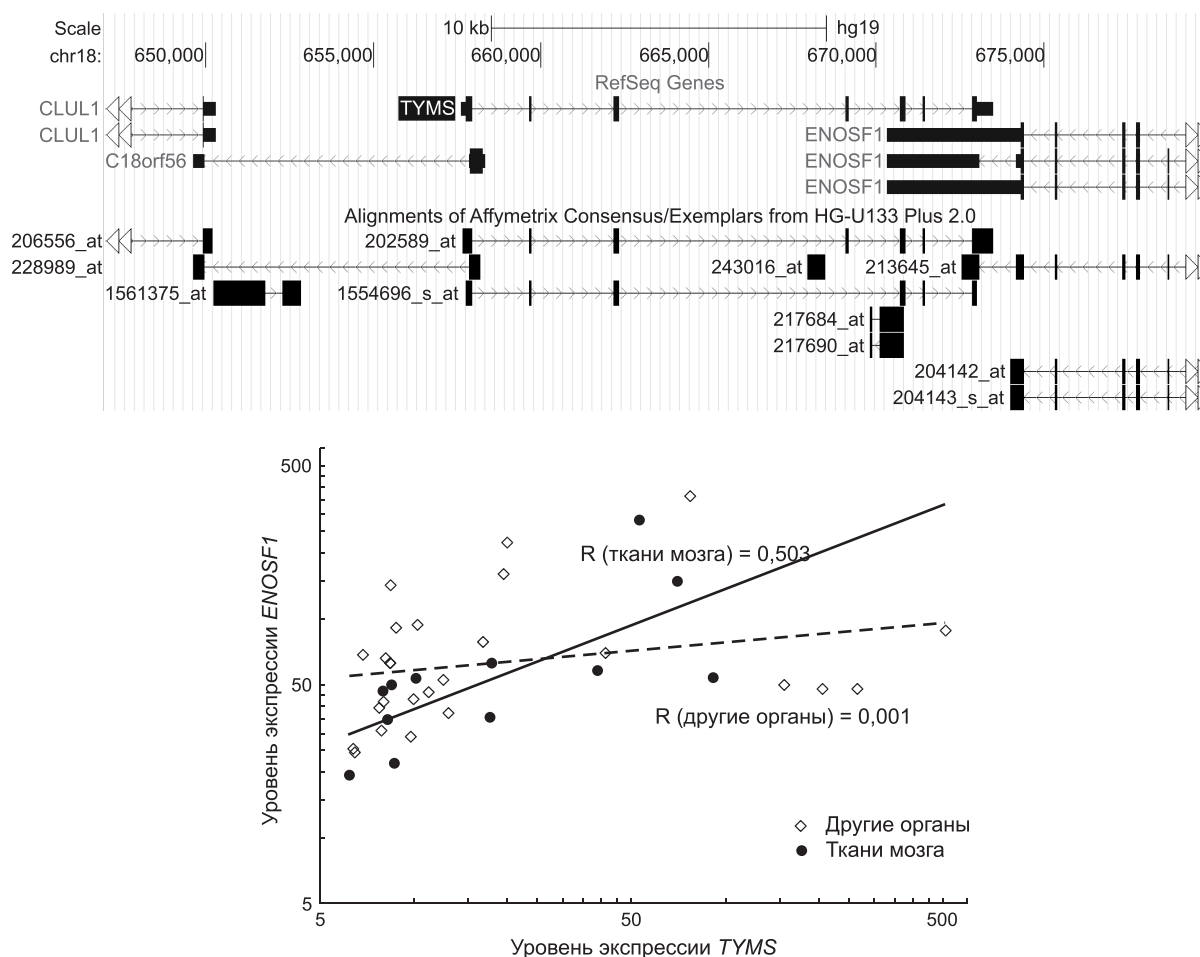 Scale 10 kb hg19
chr18: 650,000 655,000 660,000 665,000 670,000 675,000
RefSeq Genes
CLUL1 TYMS
CLUL1 ENOSF1
C18orf56 ENOSF1
ENOSF1
Alignments of Affymetrix Consensus/Exemplars from HG-U133 Plus 2.0
206556_at 202589_at
228989_at 243016_at 213645_at
1561375_at 1554696_s_at
217684_at
217690_at
204142_at
204143_s_at
500
R (ткани мозга) = 0,503
Уровень экспрессии ENOSF1
50
R (другие органы) = 0,001
Другие органы
Ткани мозга
5
5 50 500
Уровень экспрессии TYMS